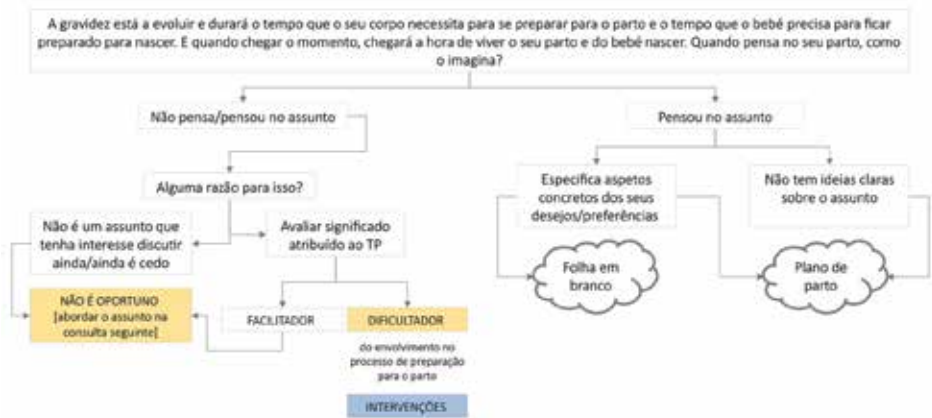 A gravidez está a evoluir e durará o tempo que o seu corpo necessita para se preparar para o parto e o tempo que o bebé precisa para ficar
preparado para nascer. E quando chegar o momento, chegará a hora de viver o seu parto e do bebé nascer. Quando pensa no seu parto, como
o imagina?
Não pensa/pensou no assunto
Pensou no assunto
Alguma razão para isso?
Especifica aspetos
concretos dos seus
desejos/preferências
Não tem ideias claras
sobre o assunto
Não é um assunto que
tenha interesse discutir
ainda/ainda é cedo
Avaliar significado
atribuído ao TP
Folha em
branco
Plano de
parto
NÃO É OPORTUNO
[abordar o assunto na
consulta seguinte]
FACILITADOR
DIFICULTADOR
do envolvimento no
processo de preparação
para o parto
INTERVENÇÕES